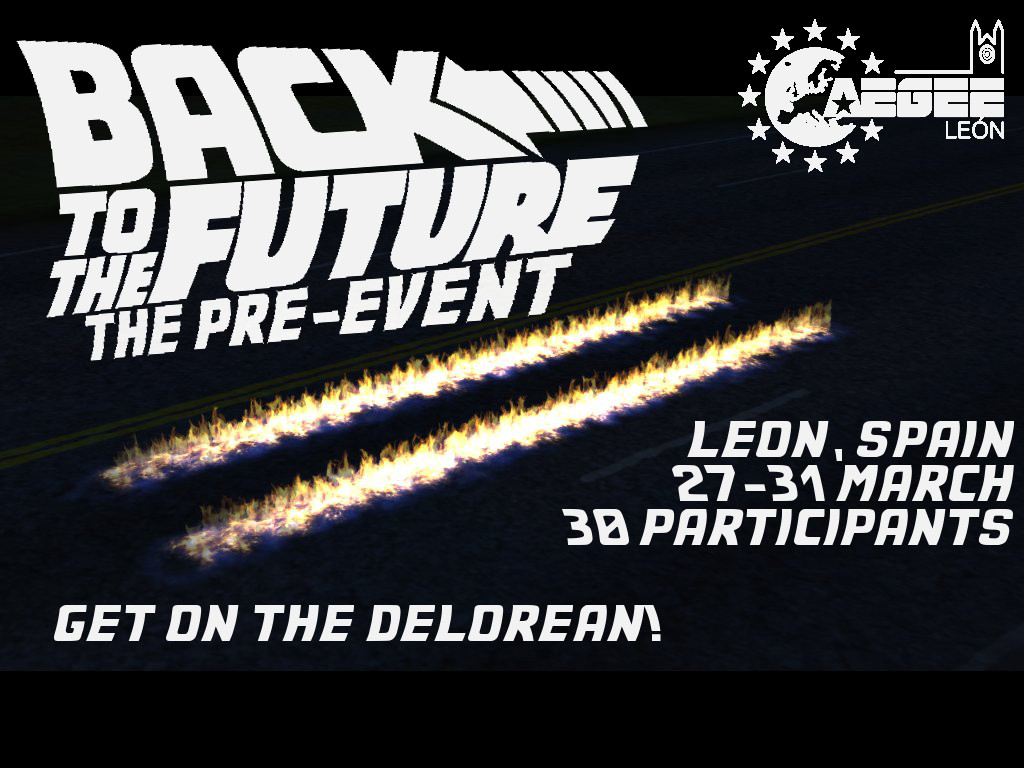 BACK
TO THE FUTURE
THE PRE-EVENT
AEGEE
LEÓN
LEON, SPAIN
27-31 MARCH
30 PARTICIPANTS
GET ON THE DELOREAN!